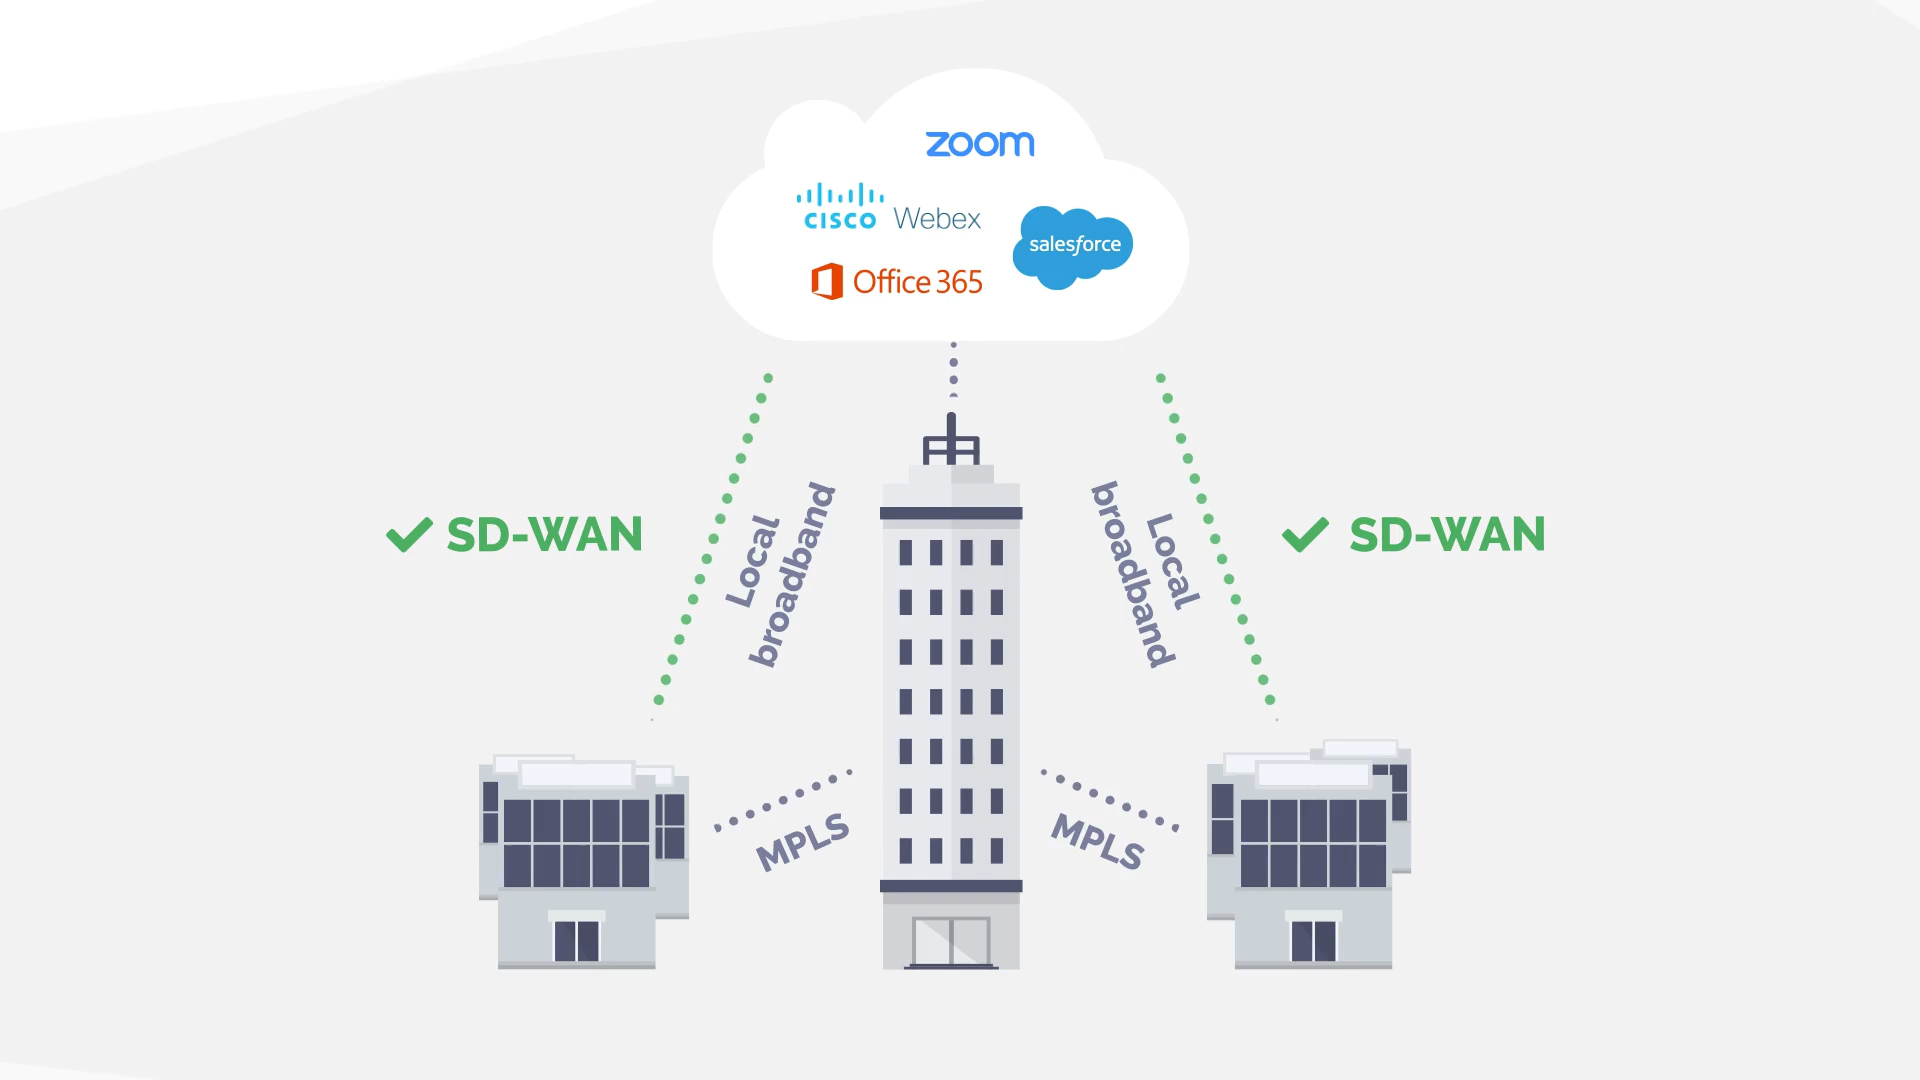 zoom
CISCO Webex
salesforce
Office 365
SD-WAN
Local
broadband
Local
broadband
SD-WAN
MPLS
MPLS